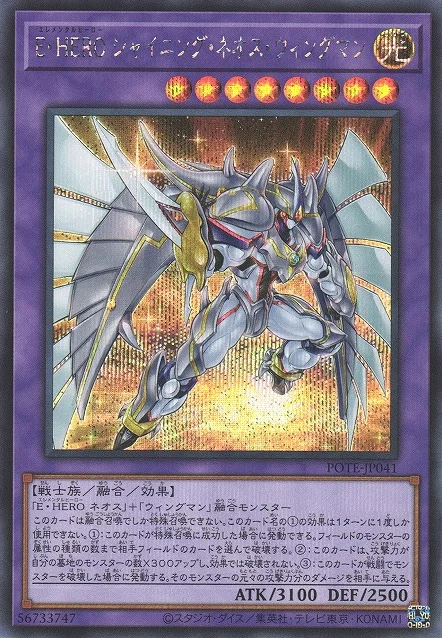 エレメンタルヒーロー
E・HERO シャイニング・ネオス・ウィングマン
光
POTE-JP041
【戦士族／融合／効果】
「E・HERO ネオス」+「ウィングマン」融合モンスター
このカードは融合召喚でしか特殊召喚できない。このカード名の①の効果は1ターンに1度しか
使用できない。①：このカードが特殊召喚に成功した場合に発動できる。フィールドのモンスターの
属性の種類の数まで相手フィールドのカードを選んで破壊する。②：このカードは、攻撃力が
自分の墓地のモンスターの数×300アップし、効果では破壊されない。③：このカードが戦闘でモンス
ターを破壊した場合に発動する。そのモンスターの元々の攻撃力分のダメージを相手に与える。
ATK/3100 DEF/2500
56733747
©スタジオ・ダイス／集英社・テレビ東京・KONAMI